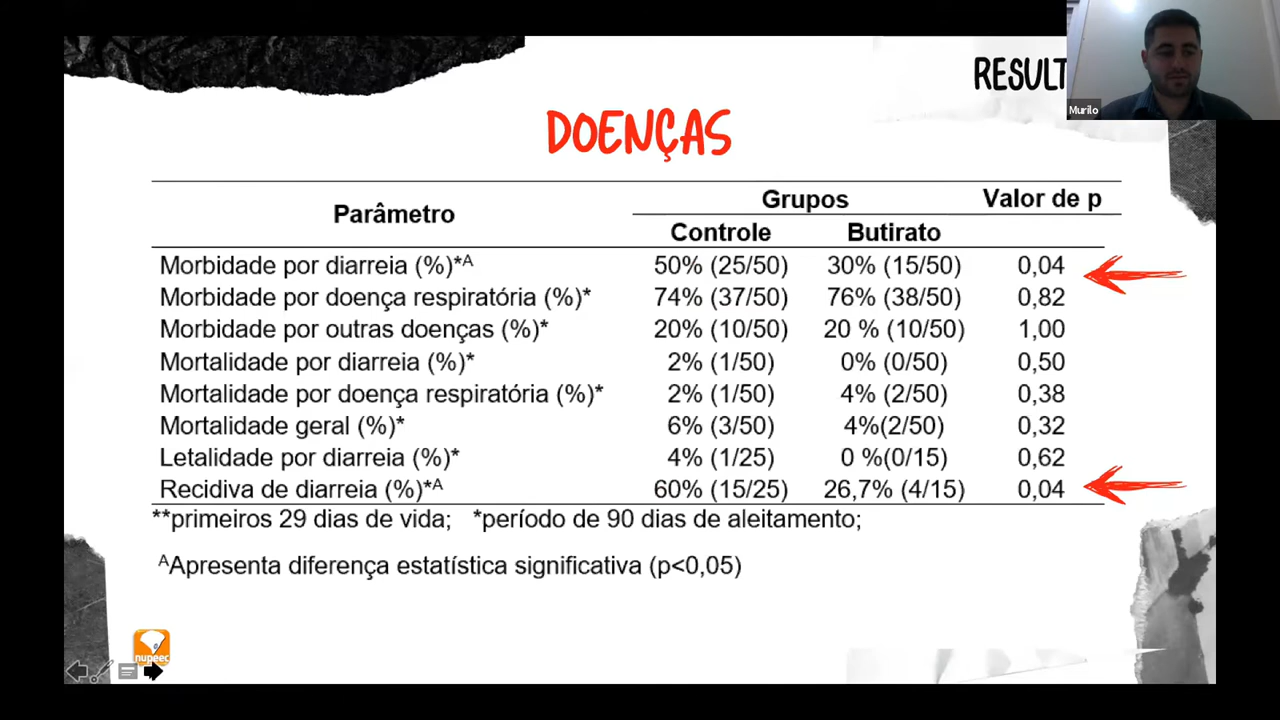 RESULT
Murilo
DOENÇAS
Parâmetro Grupos Valor de p
Controle Butirato
Morbidade por diarreia (%)*ᴬ 50% (25/50) 30% (15/50) 0,04
Morbidade por doença respiratória (%)* 74% (37/50) 76% (38/50) 0,82
Morbidade por outras doenças (%)* 20% (10/50) 20 % (10/50) 1,00
Mortalidade por diarreia (%)* 2% (1/50) 0% (0/50) 0,50
Mortalidade por doença respiratória (%)* 2% (1/50) 4% (2/50) 0,38
Mortalidade geral (%)* 6% (3/50) 4%(2/50) 0,32
Letalidade por diarreia (%)* 4% (1/25) 0 %(0/15) 0,62
Recidiva de diarreia (%)*ᴬ 60% (15/25) 26,7% (4/15) 0,04
**primeiros 29 dias de vida; *período de 90 dias de aleitamento;
ᴬApresenta diferença estatística significativa (p<0,05)
nupeec